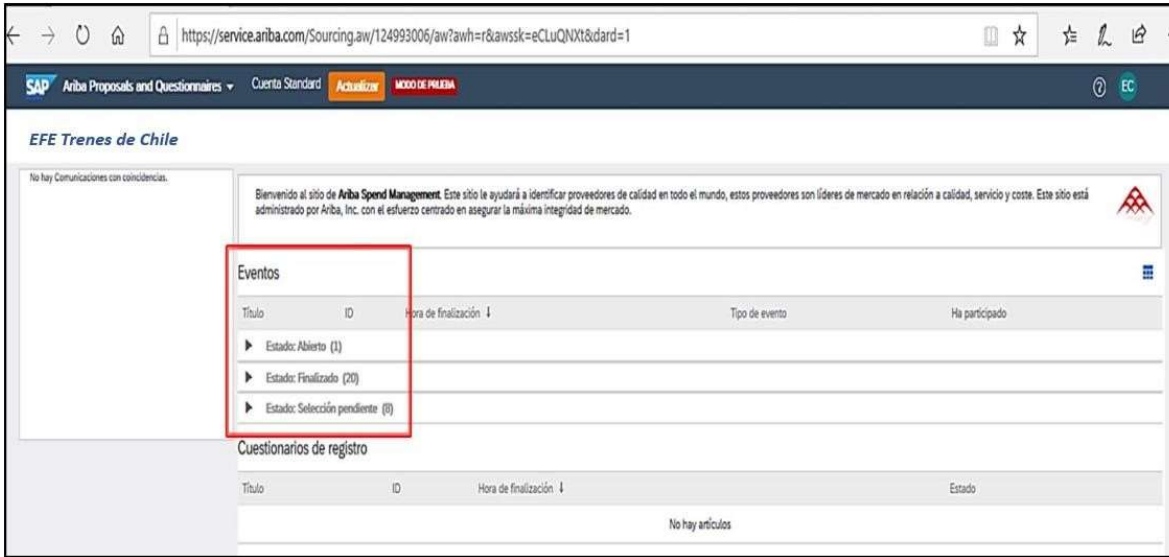 https://service.ariba.com/Sourcing.aw/124993006/aw?awh=r&awssk=eCLuQNXt&dard=1
SAP Ariba Proposals and Questionnaires Cuenta Standard Actualizar MODO DE PRUEBA ? EC
EFE Trenes de Chile
No hay Comunicaciones con coincidencias.
Bienvenido al sitio de Ariba Spend Management. Este sitio le ayudará a identificar proveedores de calidad en todo el mundo, estos proveedores son líderes de mercado en relación a calidad, servicio y coste. Este sitio está
administrado por Ariba, Inc. con el esfuerzo centrado en asegurar la máxima integridad de mercado.
Eventos
Título ID Hora de finalización ↓ Tipo de evento Ha participado
Estado: Abierto (1)
Estado: Finalizado (20)
Estado: Selección pendiente (8)
Cuestionarios de registro
Título ID Hora de finalización ↓ Estado
No hay artículos